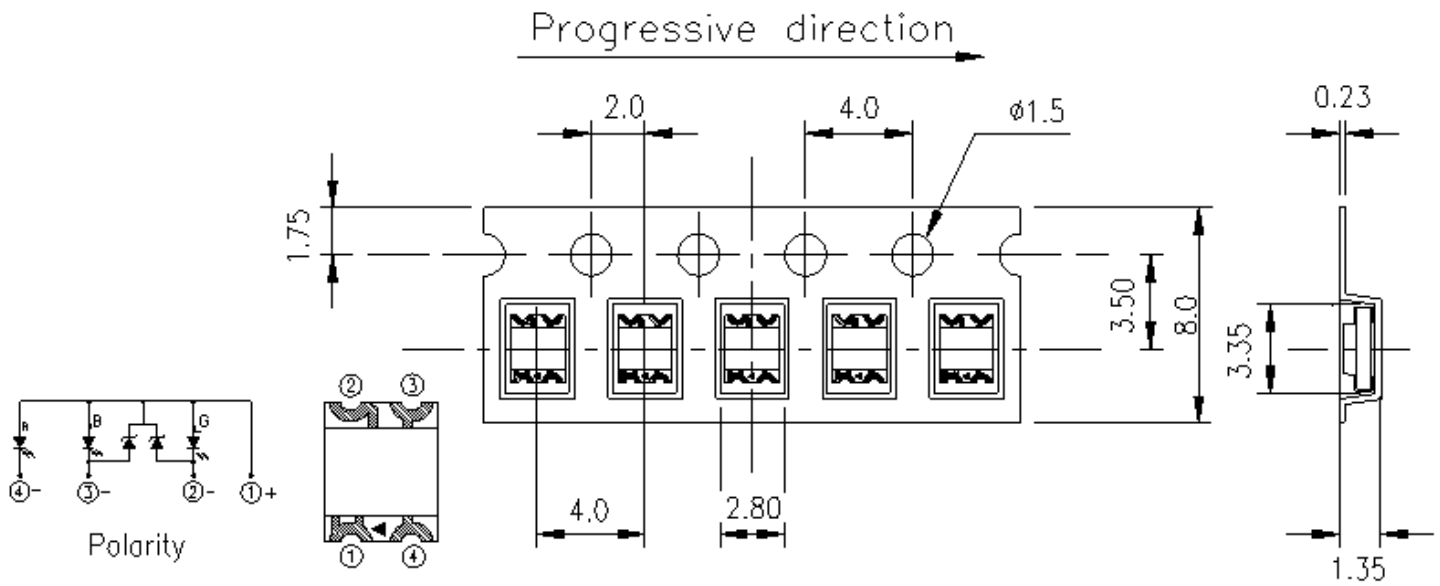 Progressive direction
2.0
4.0
ø1.5
0.23
1.75
3.50
8.0
3.35
② ③
R B G
④- ③- ②- ①+
4.0
2.80
Polarity
① ④
1.35